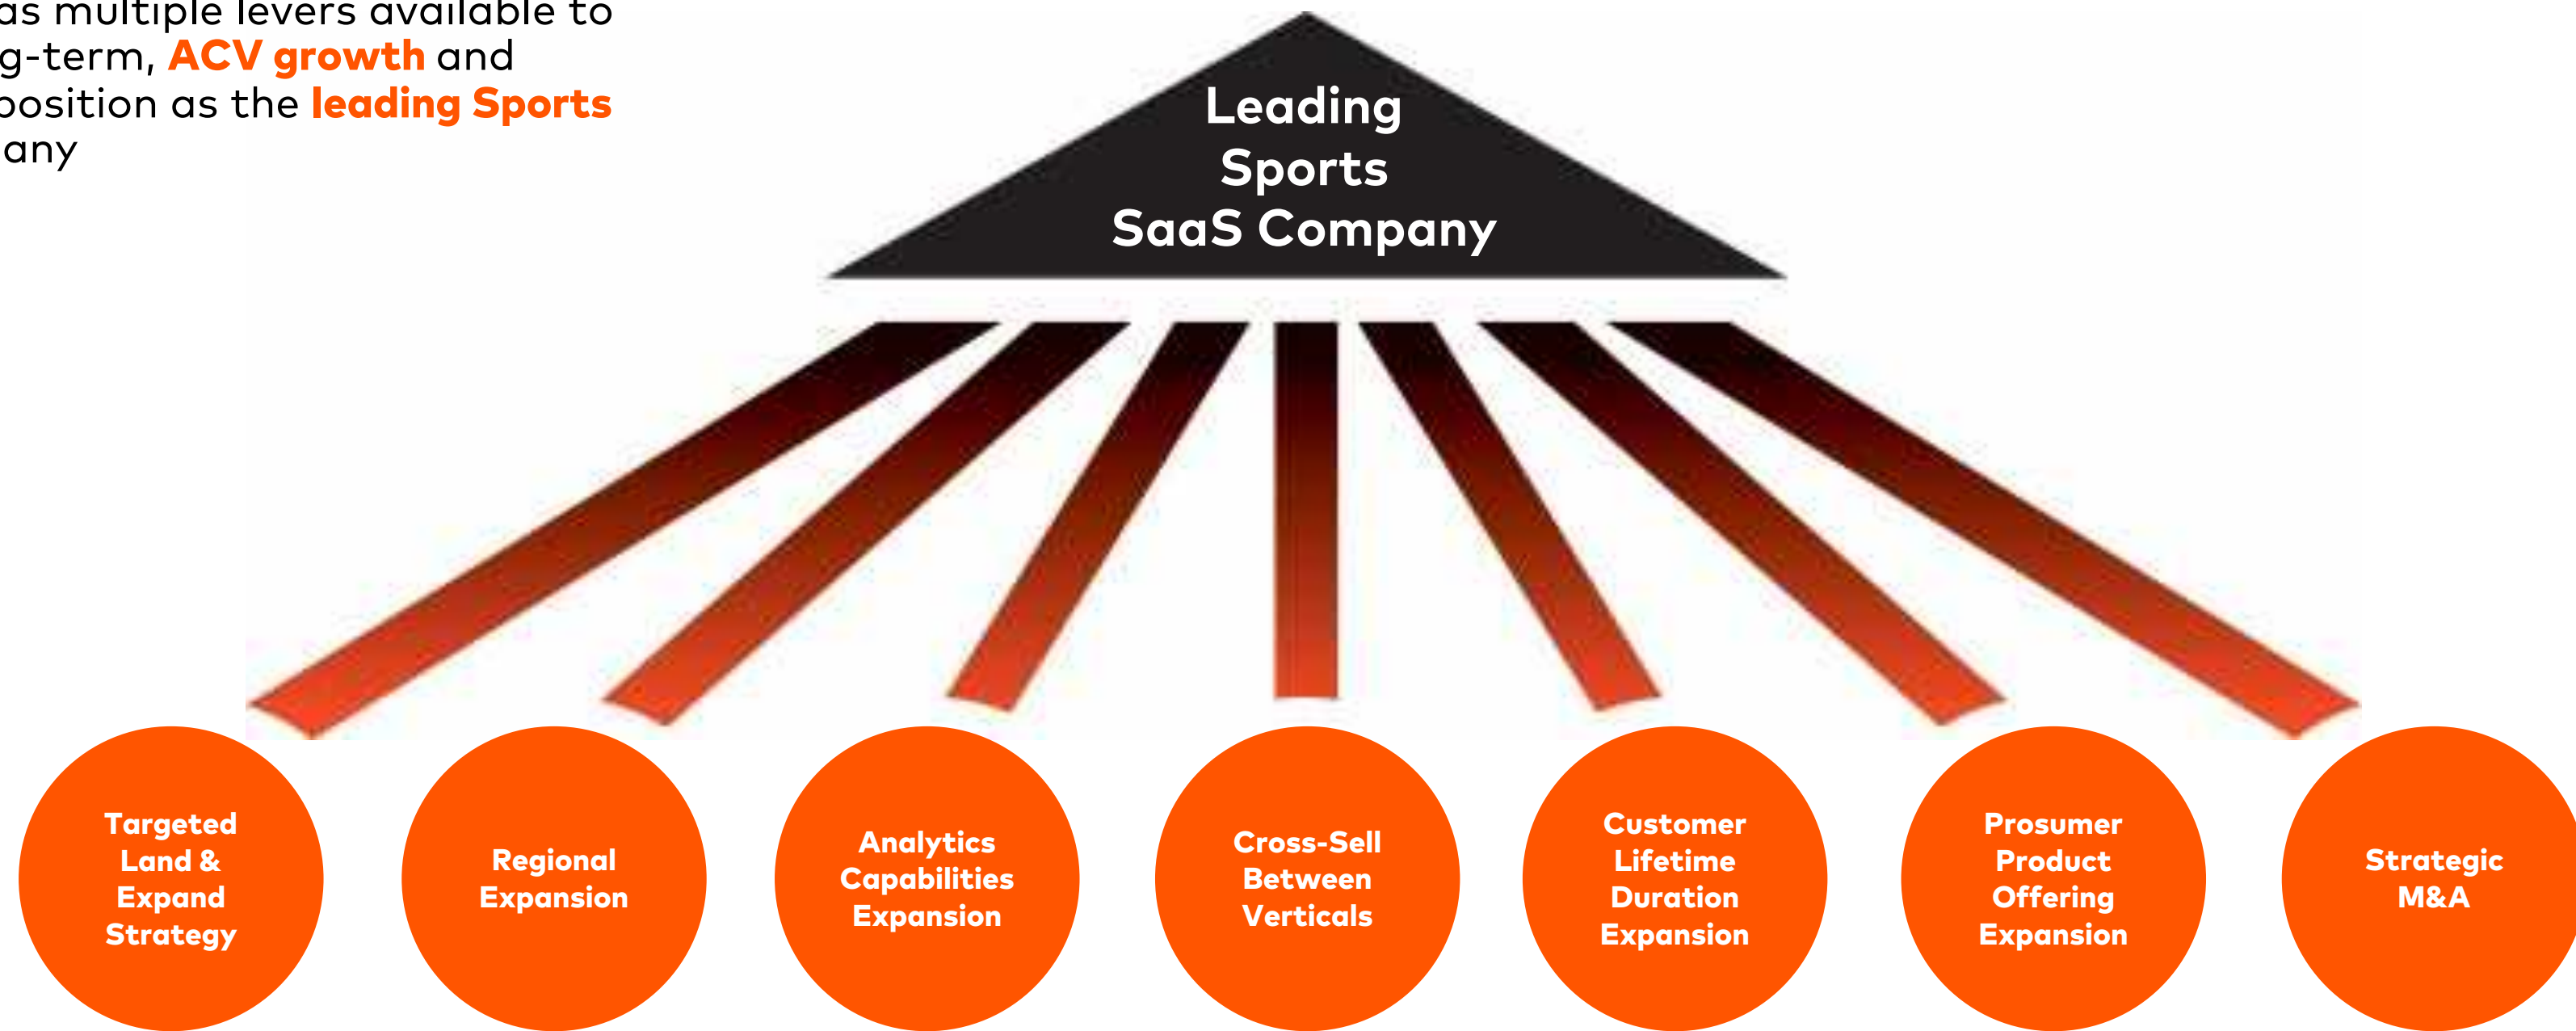 as multiple levers available to
g-term, ACV growth and
position as the leading Sports
any
Leading
Sports
SaaS Company
Targeted
Land &
Expand
Strategy
Regional
Expansion
Analytics
Capabilities
Expansion
Cross-Sell
Between
Verticals
Customer
Lifetime
Duration
Expansion
Prosumer
Product
Offering
Expansion
Strategic
M&A